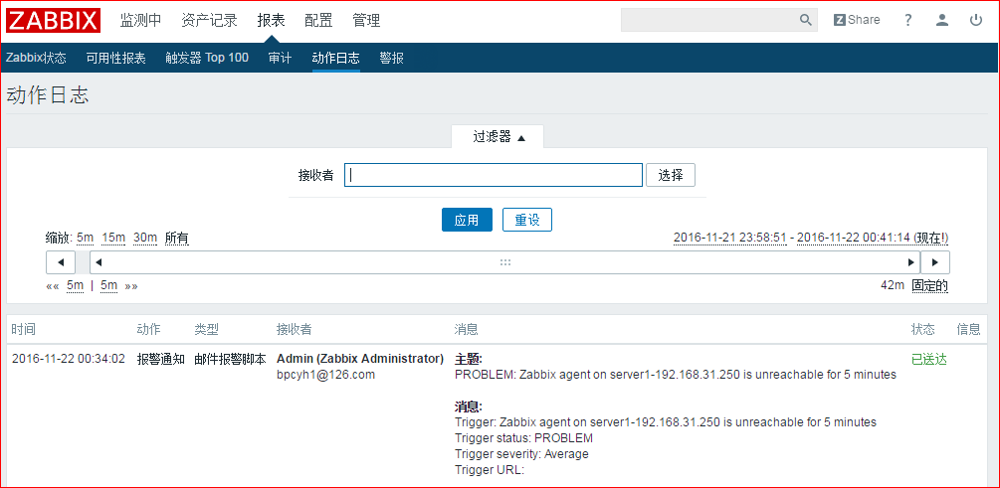 ZABBIX 监测中 资产记录 报表 配置 管理 Z Share ?
Zabbix状态 可用性报表 触发器 Top 100 审计 动作日志 警报
动作日志
过滤器 ▲
接收者 选择
应用 重设
缩放: 5m 15m 30m 所有 2016-11-21 23:58:51 - 2016-11-22 00:41:14 (现在!)
«« 5m | 5m »» 42m 固定的
时间 动作 类型 接收者 消息 状态 信息
2016-11-22 00:34:02 报警通知 邮件报警脚本 Admin (Zabbix Administrator) 主题: 已送达
bpcyh1@126.com PROBLEM: Zabbix agent on server1-192.168.31.250 is unreachable for 5 minutes
消息:
Trigger: Zabbix agent on server1-192.168.31.250 is unreachable for 5 minutes
Trigger status: PROBLEM
Trigger severity: Average
Trigger URL: